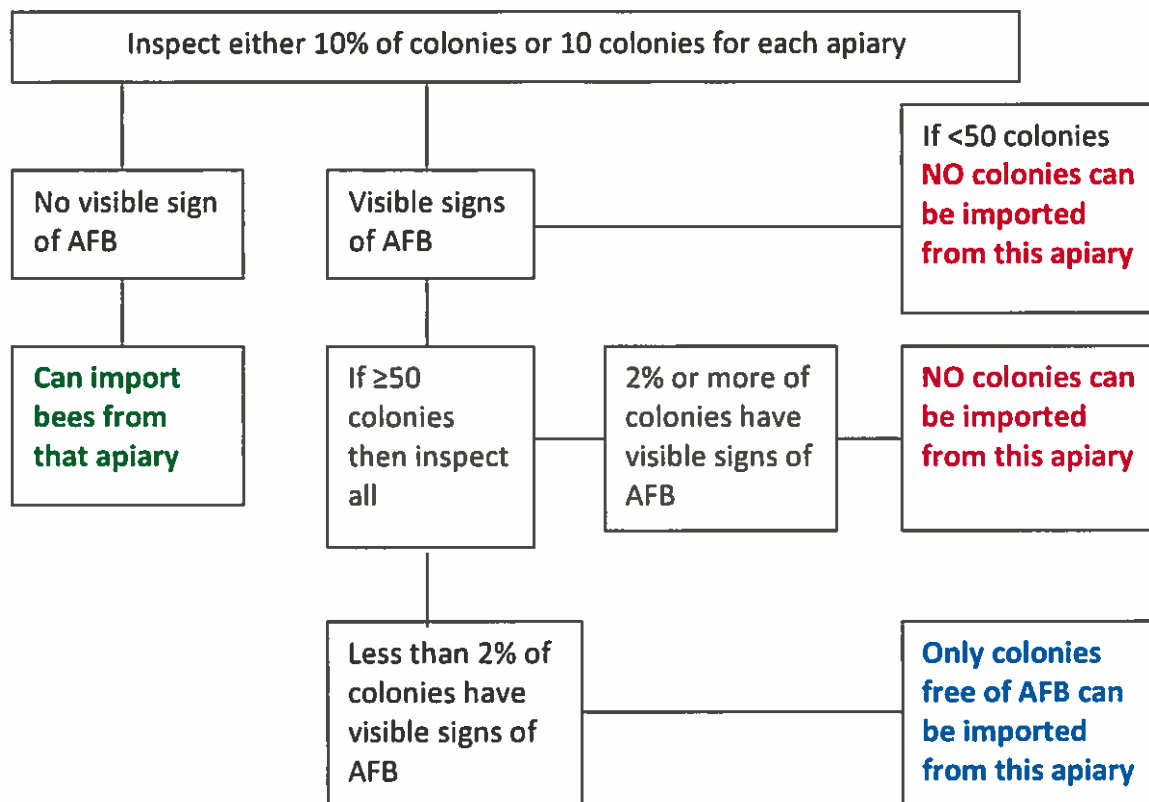 Inspect either 10% of colonies or 10 colonies for each apiary
If <50 colonies
NO colonies can
be imported
from this apiary
No visible sign
of AFB
Visible signs
of AFB
Can import
bees from
that apiary
If ≥50
colonies
then inspect
all
2% or more of
colonies have
visible signs of
AFB
NO colonies can
be imported
from this apiary
Less than 2% of
colonies have
visible signs of
AFB
Only colonies
free of AFB can
be imported
from this apiary